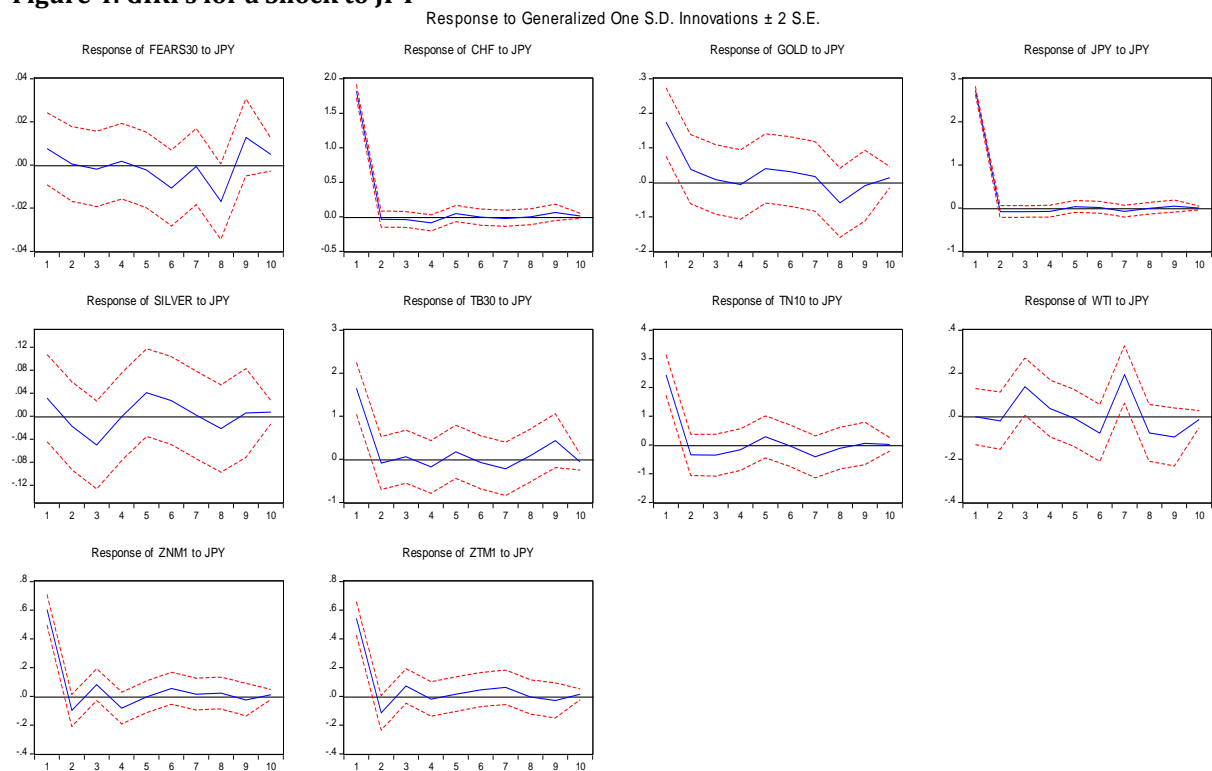 Figure 4: GIRFs for a Shock to JPY
Response to Generalized One S.D. Innovations ± 2 S.E.
Response of FEARS30 to JPY
.04
.02
.00
-.02
-.04
1 2 3 4 5 6 7 8 9 10
Response of CHF to JPY
2.0
1.5
1.0
0.5
0.0
-0.5
1 2 3 4 5 6 7 8 9 10
Response of GOLD to JPY
.3
.2
.1
.0
-.1
-.2
1 2 3 4 5 6 7 8 9 10
Response of JPY to JPY
3
2
1
0
-1
1 2 3 4 5 6 7 8 9 10
Response of SILVER to JPY
.12
.08
.04
.00
-.04
-.08
-.12
1 2 3 4 5 6 7 8 9 10
Response of TB30 to JPY
3
2
1
0
-1
1 2 3 4 5 6 7 8 9 10
Response of TN10 to JPY
4
3
2
1
0
-1
-2
1 2 3 4 5 6 7 8 9 10
Response of WTI to JPY
.4
.2
.0
-.2
-.4
1 2 3 4 5 6 7 8 9 10
Response of ZNM1 to JPY
.8
.6
.4
.2
.0
-.2
-.4
1 2 3 4 5 6 7 8 9 10
Response of ZTM1 to JPY
.8
.6
.4
.2
.0
-.2
-.4
1 2 3 4 5 6 7 8 9 10